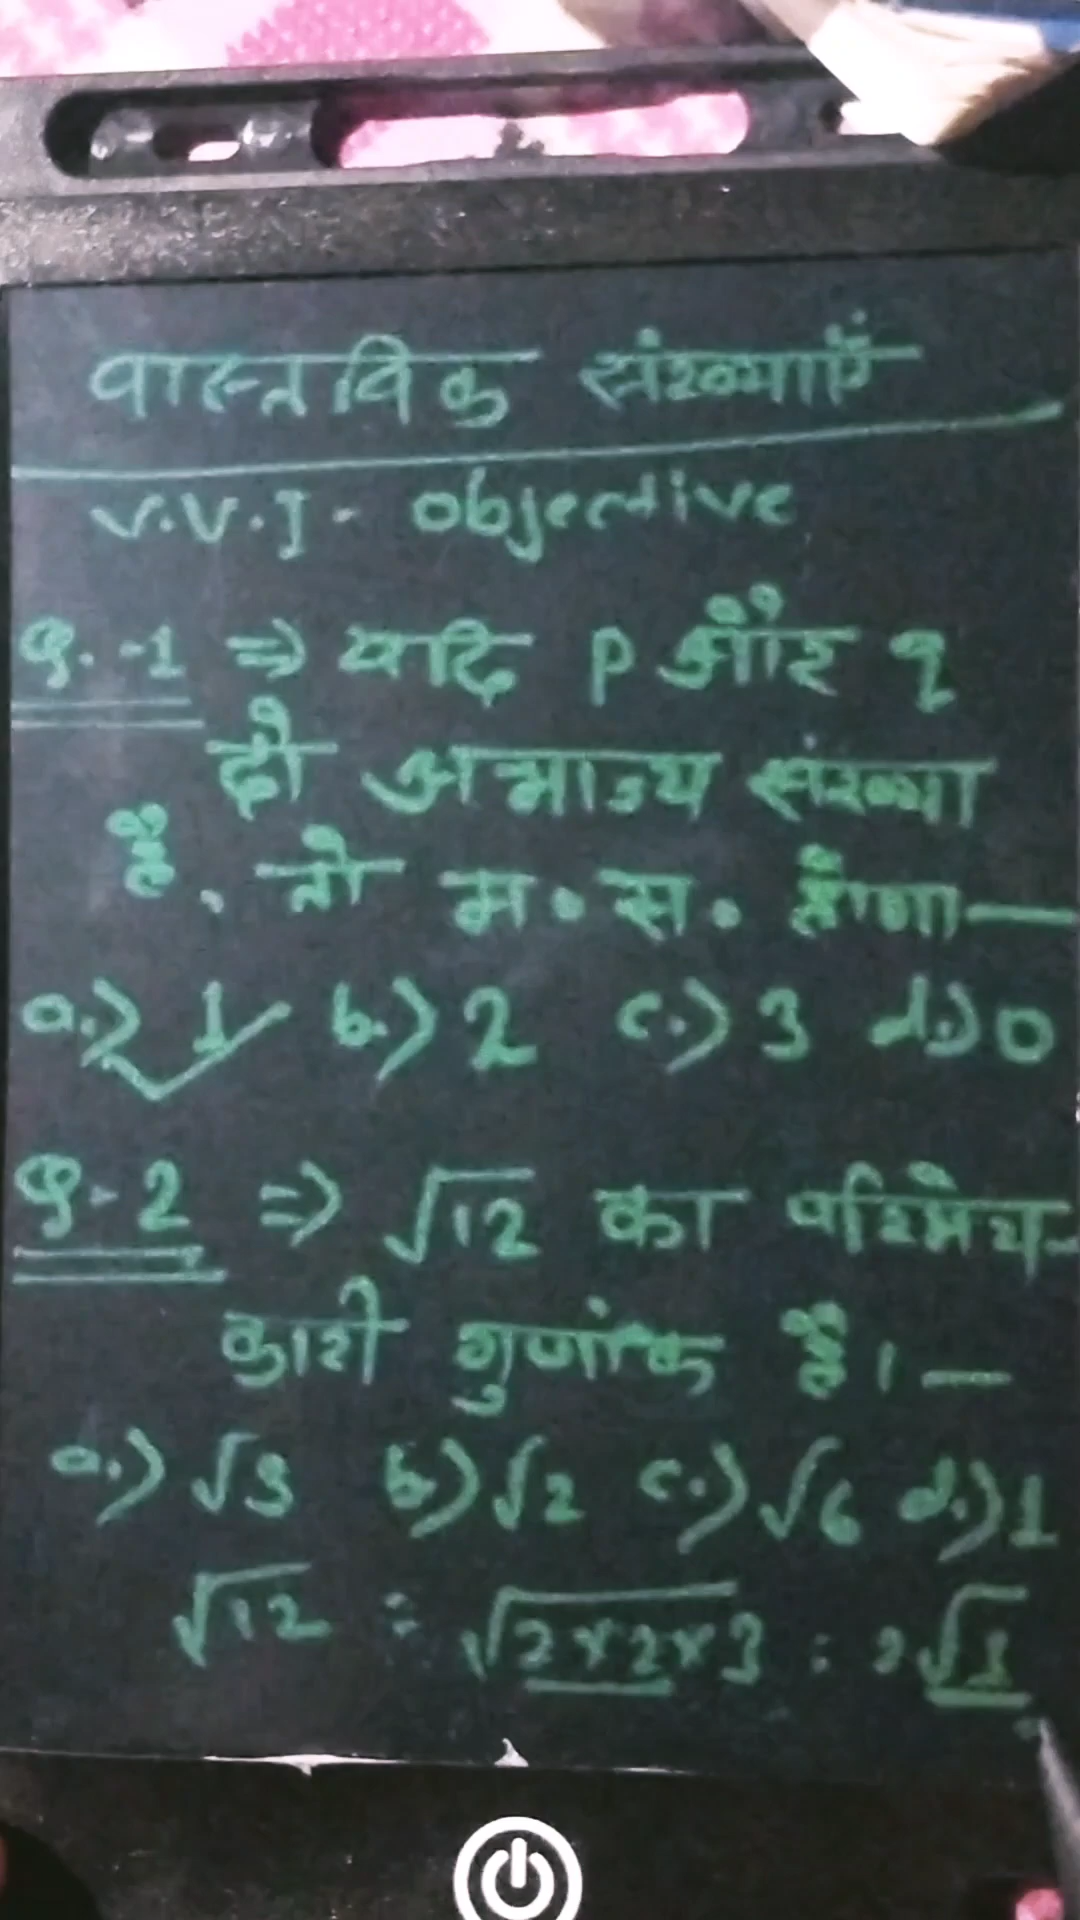 वास्तविक संख्याएँ
V.V.I - objective
Q.-1 ⇒ यदि P और q
दो अभाज्य संख्या
हैं, तो म.स. होगा—
a.) 1 b.) 2 c.) 3 d.) 0
Q-2 ⇒ √12 का परिमेय-
कारी गुणांक हैं। —
a.) √3 b.) √2 c.) √6 d.) 1
√12 = √2×2×3 = 2√3